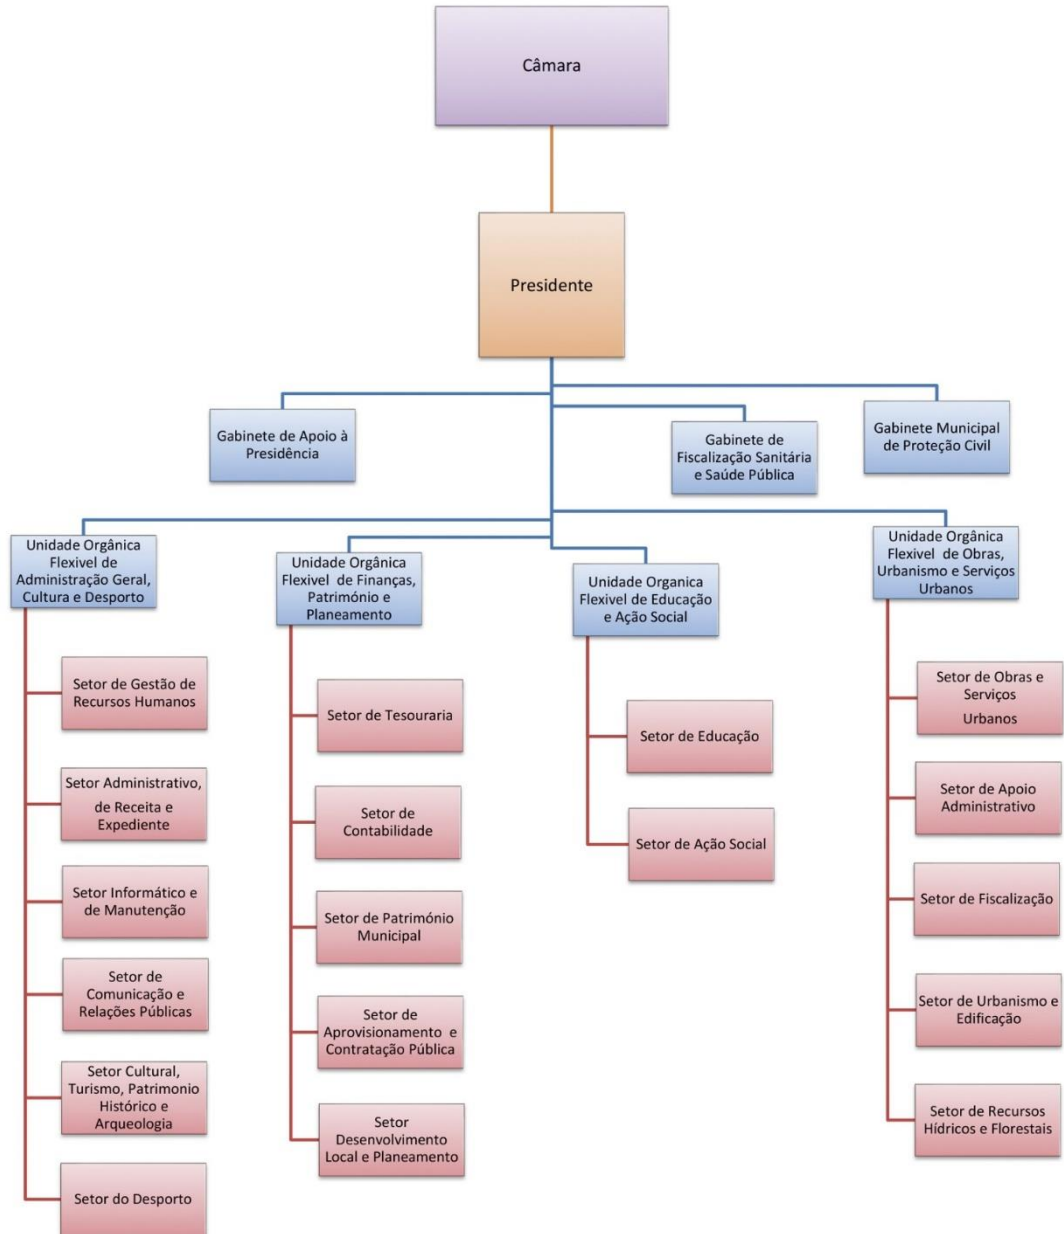 Câmara
Presidente
Gabinete de Apoio à
Presidência
Gabinete de
Fiscalização Sanitária
e Saúde Pública
Gabinete Municipal
de Proteção Civil
Unidade Orgânica
Flexivel de
Administração Geral,
Cultura e Desporto
Setor de Gestão de
Recursos Humanos
Setor Administrativo,
de Receita e
Expediente
Setor Informático e
de Manutenção
Setor de
Comunicação e
Relações Públicas
Setor Cultural,
Turismo, Patrimonio
Histórico e
Arqueologia
Setor do Desporto
Unidade Orgânica
Flexivel de Finanças,
Património e
Planeamento
Setor de Tesouraria
Setor de
Contabilidade
Setor de Património
Municipal
Setor de
Aprovisionamento e
Contratação Pública
Setor
Desenvolvimento
Local e Planeamento
Unidade Organica
Flexivel de Educação
e Ação Social
Setor de Educação
Setor de Ação Social
Unidade Orgânica
Flexivel de Obras,
Urbanismo e Serviços
Urbanos
Setor de Obras e
Serviços
Urbanos
Setor de Apoio
Administrativo
Setor de Fiscalização
Setor de Urbanismo e
Edificação
Setor de Recursos
Hídricos e Florestais